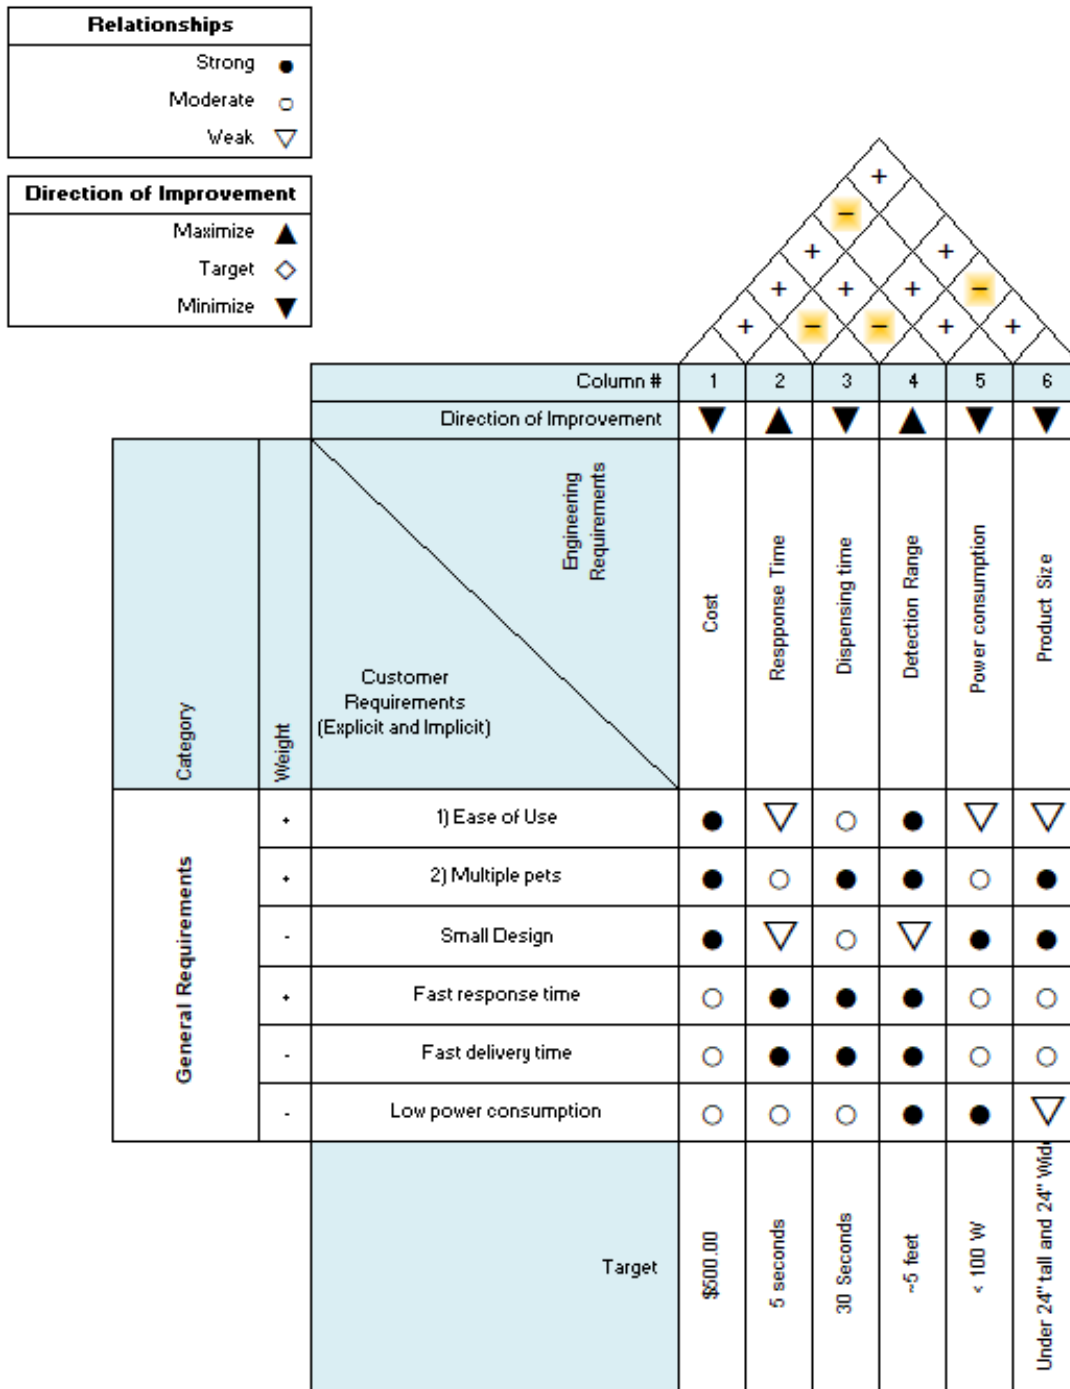 Relationships
Strong ●
Moderate ○
Weak ▽
Direction of Improvement
Maximize ▲
Target ◇
Minimize ▼
+
−
+ +
+ + + −
+ − − + +
Column # 1 2 3 4 5 6
Direction of Improvement ▼ ▲ ▼ ▲ ▼ ▼
Category
Weight
Engineering
Requirements
Customer
Requirements
(Explicit and Implicit)
Cost
Respponse Time
Dispensing time
Detection Range
Power consumption
Product Size
General Requirements
+ 1) Ease of Use ● ▽ ○ ● ▽ ▽
+ 2) Multiple pets ● ○ ● ● ○ ●
- Small Design ● ▽ ○ ▽ ● ●
+ Fast response time ○ ● ● ● ○ ○
- Fast delivery time ○ ● ● ● ○ ○
- Low power consumption ○ ○ ○ ● ● ▽
Target
$500.00
5 seconds
30 Seconds
~5 feet
< 100 W
Under 24" tall and 24" Wide